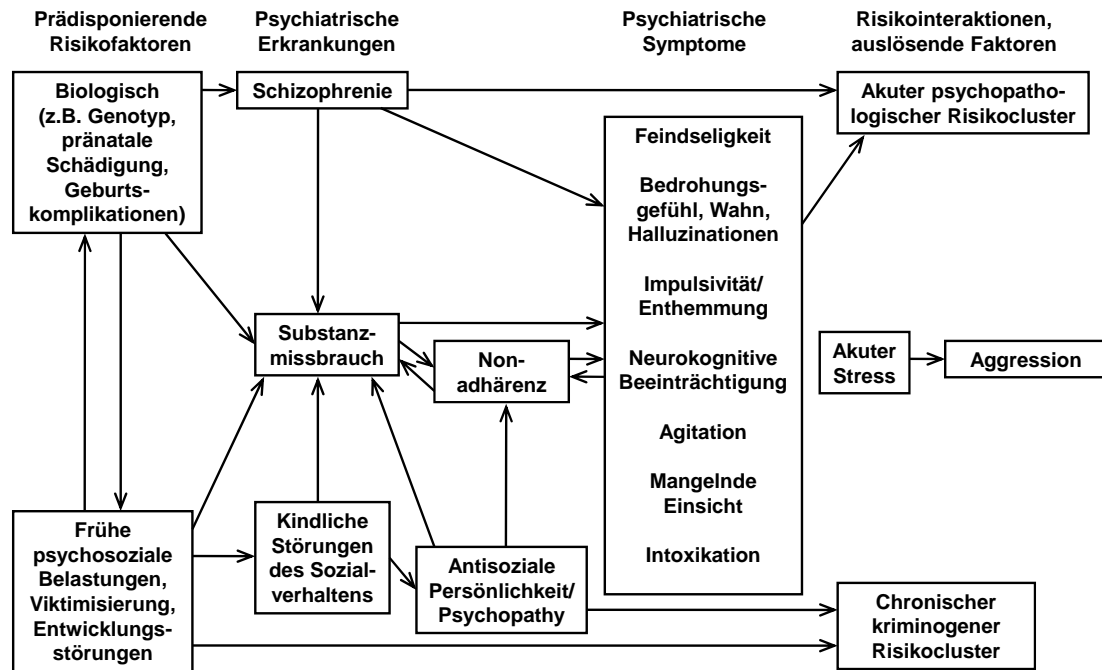 Prädisponierende
Risikofaktoren
Psychiatrische
Erkrankungen
Psychiatrische
Symptome
Risikointeraktionen,
auslösende Faktoren
Biologisch
(z.B. Genotyp,
pränatale
Schädigung,
Geburts-
komplikationen)
Schizophrenie
Akuter psychopatho-
logischer Risikocluster
Feindseligkeit
Bedrohungs-
gefühl, Wahn,
Halluzinationen
Impulsivität/
Enthemmung
Neurokognitive
Beeinträchtigung
Agitation
Mangelnde
Einsicht
Intoxikation
Substanz-
missbrauch
Non-
adhärenz
Akuter
Stress
Aggression
Frühe
psychosoziale
Belastungen,
Viktimisierung,
Entwicklungs-
störungen
Kindliche
Störungen
des Sozial-
verhaltens
Antisoziale
Persönlichkeit/
Psychopathy
Chronischer
kriminogener
Risikocluster